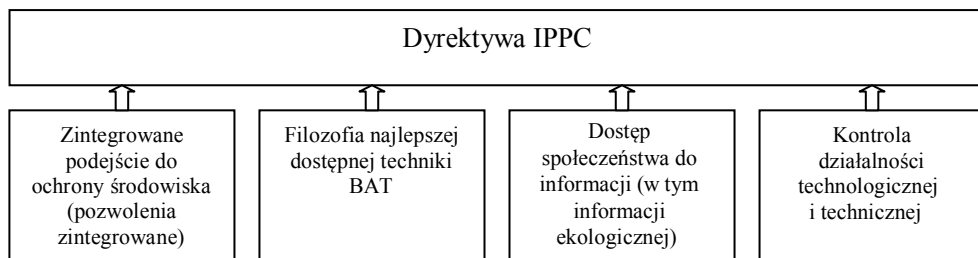 Dyrektywa IPPC
Zintegrowane
podejście do
ochrony środowiska
(pozwolenia
zintegrowane)
Filozofia najlepszej
dostępnej techniki
BAT
Dostęp
społeczeństwa do
informacji (w tym
informacji
ekologicznej)
Kontrola
działalności
technologicznej
i technicznej